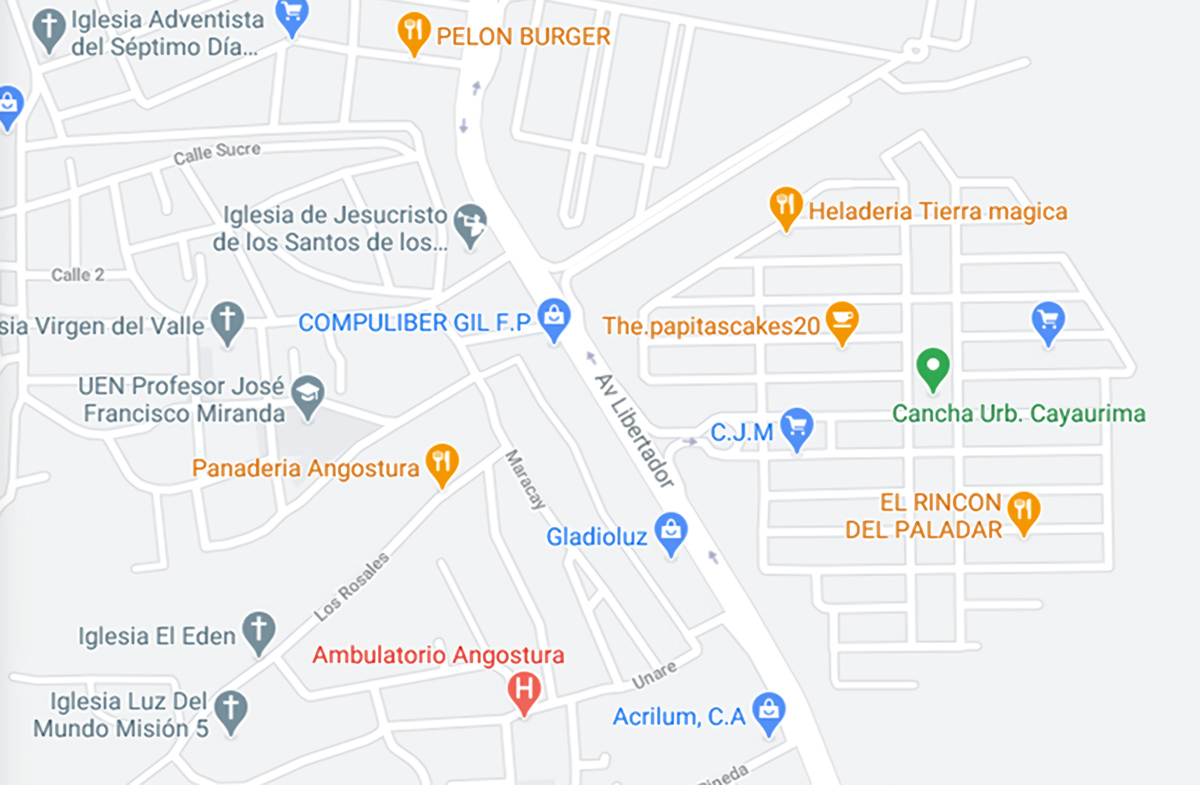 Iglesia Adventista
del Séptimo Día...
PELON BURGER
Calle Sucre
Heladeria Tierra magica
Iglesia de Jesucristo
de los Santos de los...
Calle 2
sia Virgen del Valle
COMPULIBER GIL F.P
The.papitascakes20
UEN Profesor José
Francisco Miranda
Av Libertador
Cancha Urb. Cayaurima
C.J.M
Panaderia Angostura
Maracay
EL RINCON
DEL PALADAR
Gladioluz
Los Rosales
Iglesia El Eden
Ambulatorio Angostura
H
Unare
Iglesia Luz Del
Mundo Misión 5
Acrilum, C.A
Pineda